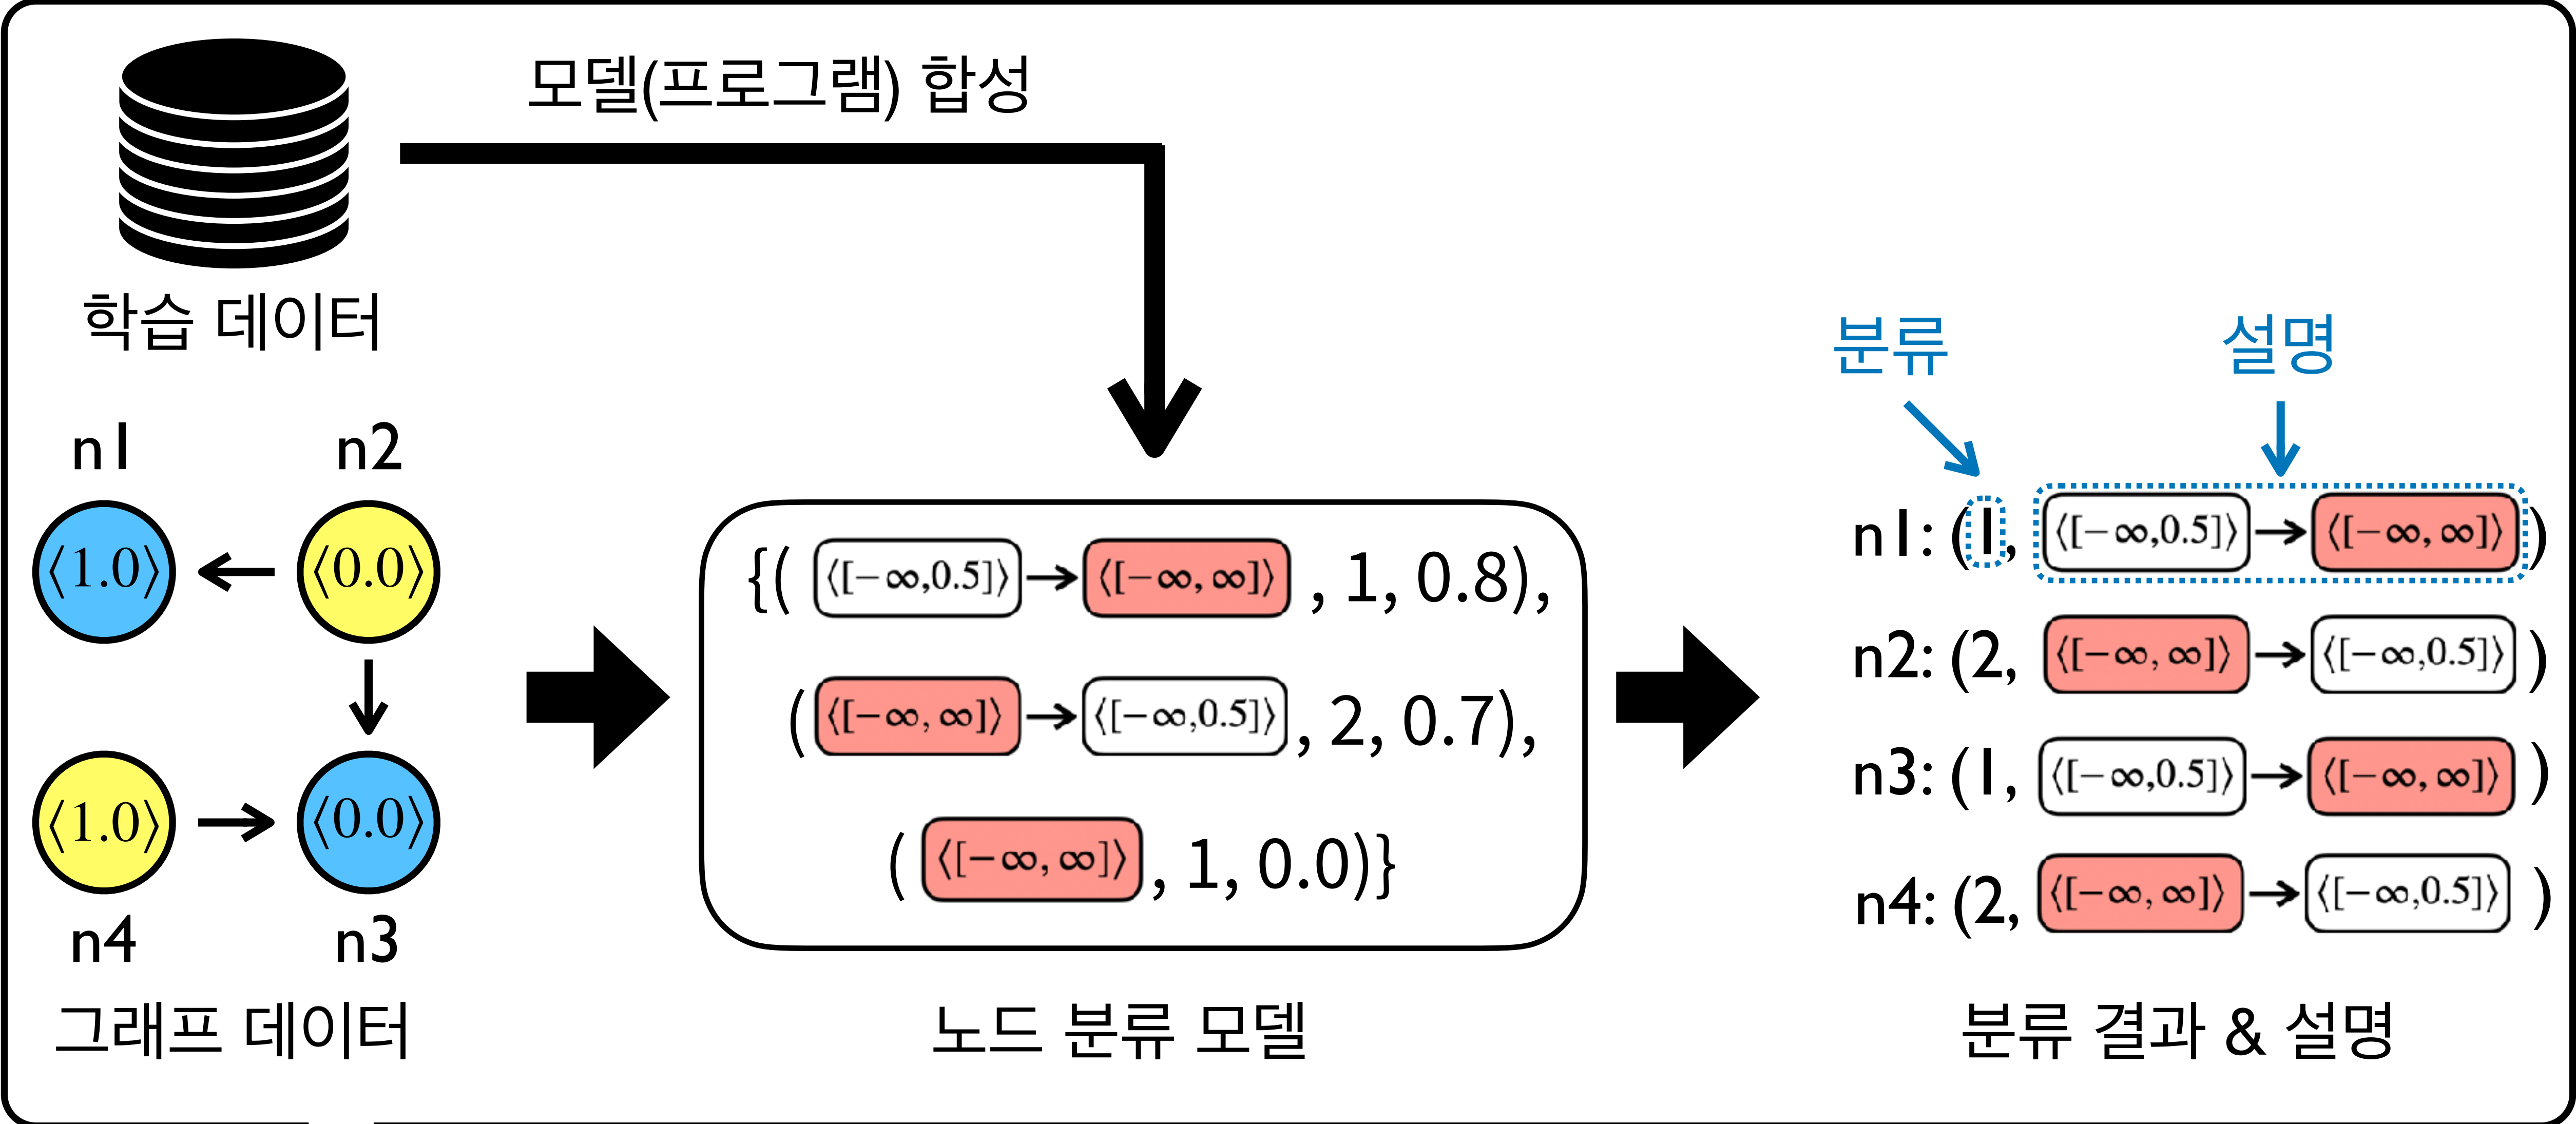 모델(프로그램) 합성
학습 데이터
n1 n2
⟨1.0⟩ ⟨0.0⟩
⟨1.0⟩ ⟨0.0⟩
n4 n3
그래프 데이터
{( ⟨[−∞,0.5]⟩ → ⟨[−∞, ∞]⟩ , 1, 0.8),
( ⟨[−∞, ∞]⟩ → ⟨[−∞,0.5]⟩ , 2, 0.7),
( ⟨[−∞, ∞]⟩ , 1, 0.0)}
노드 분류 모델
분류 설명
n1: (1, ⟨[−∞,0.5]⟩ → ⟨[−∞, ∞]⟩ )
n2: (2, ⟨[−∞, ∞]⟩ → ⟨[−∞,0.5]⟩ )
n3: (1, ⟨[−∞,0.5]⟩ → ⟨[−∞, ∞]⟩ )
n4: (2, ⟨[−∞, ∞]⟩ → ⟨[−∞,0.5]⟩ )
분류 결과 & 설명